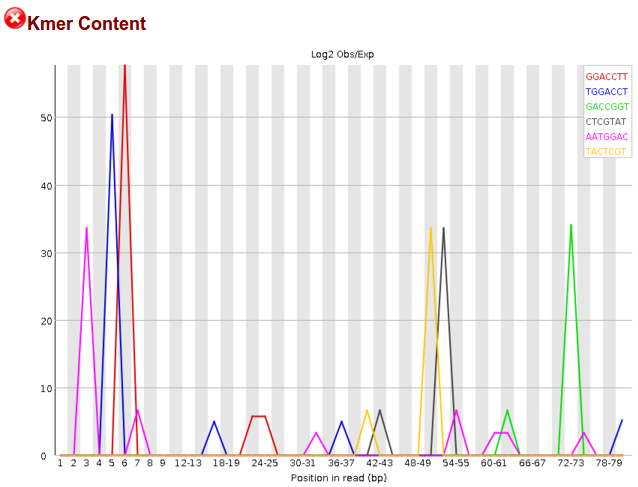 Kmer Content
Log2 Obs/Exp
GGACCTT
TGGACCT
GACCGGT
CTCGTAT
AATGGAC
TACTCGT
50
40
30
20
10
0
1 2 3 4 5 6 7 8 9 12-13 18-19 24-25 30-31 36-37 42-43 48-49 54-55 60-61 66-67 72-73 78-79
Position in read (bp)